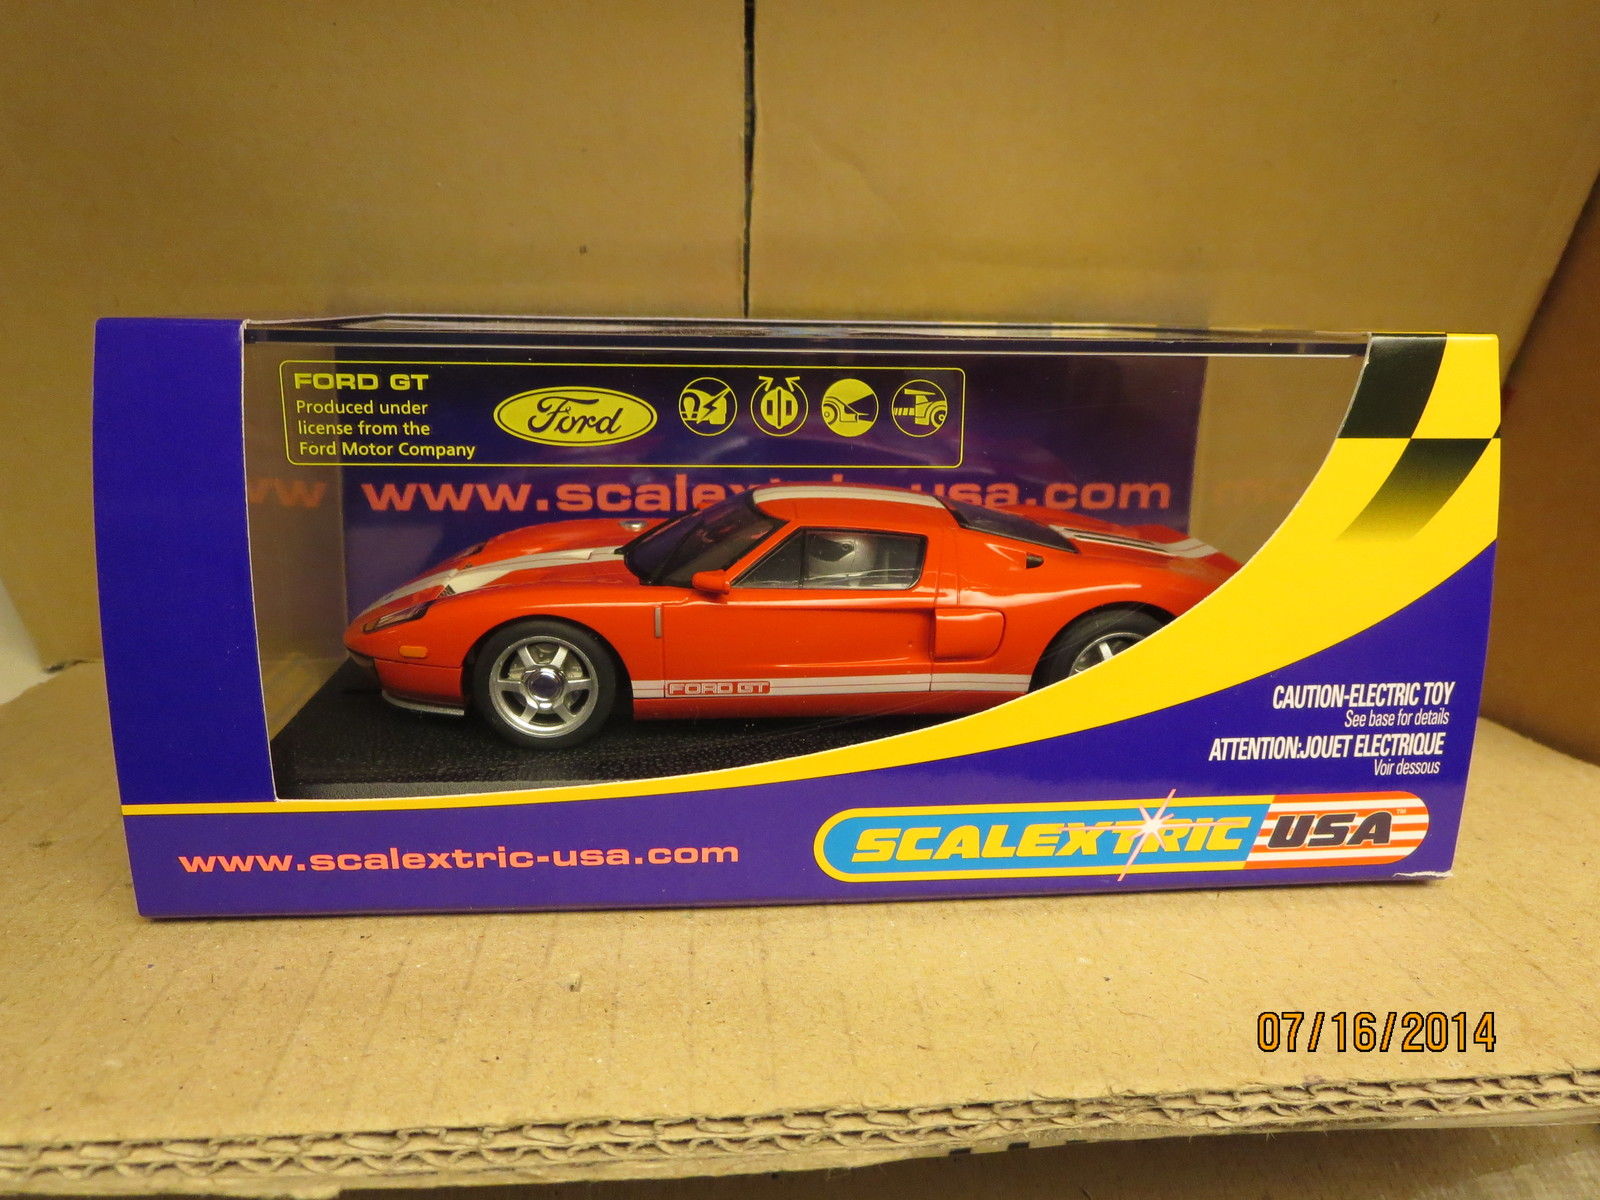 FORD GT
Produced under
license from the
Ford Motor Company
Ford
www.scalextric-usa.com
FORD GT
CAUTION-ELECTRIC TOY
See base for details
ATTENTION:JOUET ELECTRIQUE
Voir dessous
www.scalextric-usa.com
SCALEXTRIC USA™
07/16/2014